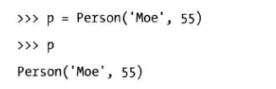 >>> p = Person('Moe', 55)
>>> p
Person('Moe', 55)